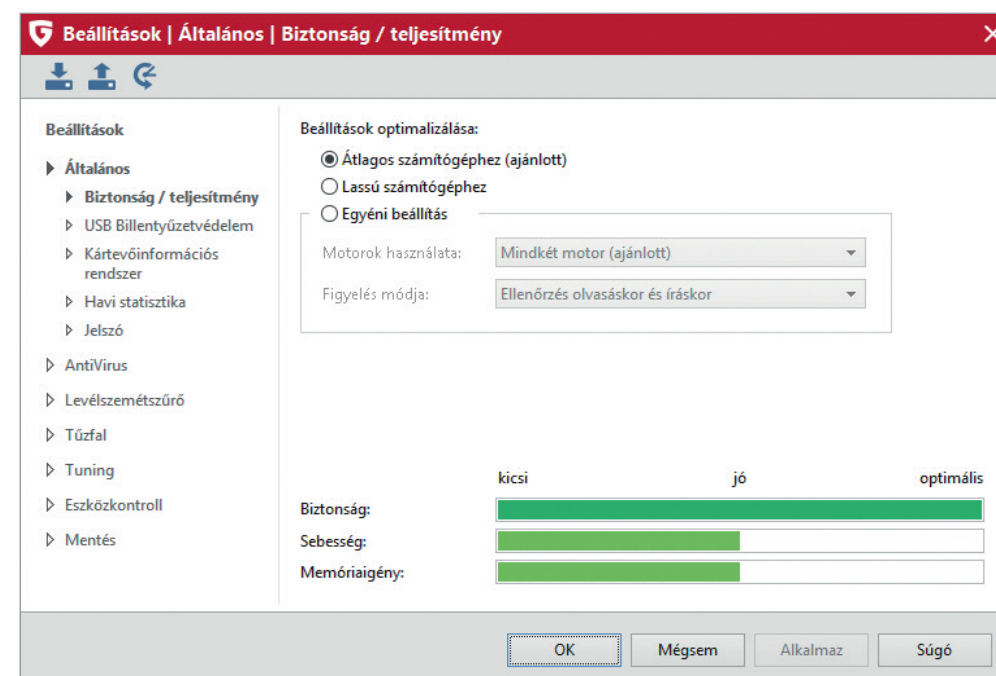 Beállítások | Általános | Biztonság / teljesítmény
Beállítások
Általános
Biztonság / teljesítmény
USB Billentyűzetvédelem
Kártevőinformációs
rendszer
Havi statisztika
Jelszó
AntiVirus
Levélszemétszűrő
Tűzfal
Tuning
Eszközkontroll
Mentés
Beállítások optimalizálása:
Átlagos számítógéphez (ajánlott)
Lassú számítógéphez
Egyéni beállítás
Motorok használata: Mindkét motor (ajánlott)
Figyelés módja: Ellenőrzés olvasáskor és íráskor
kicsi jó optimális
Biztonság:
Sebesség:
Memóriaigény:
OK Mégsem Alkalmaz Súgó